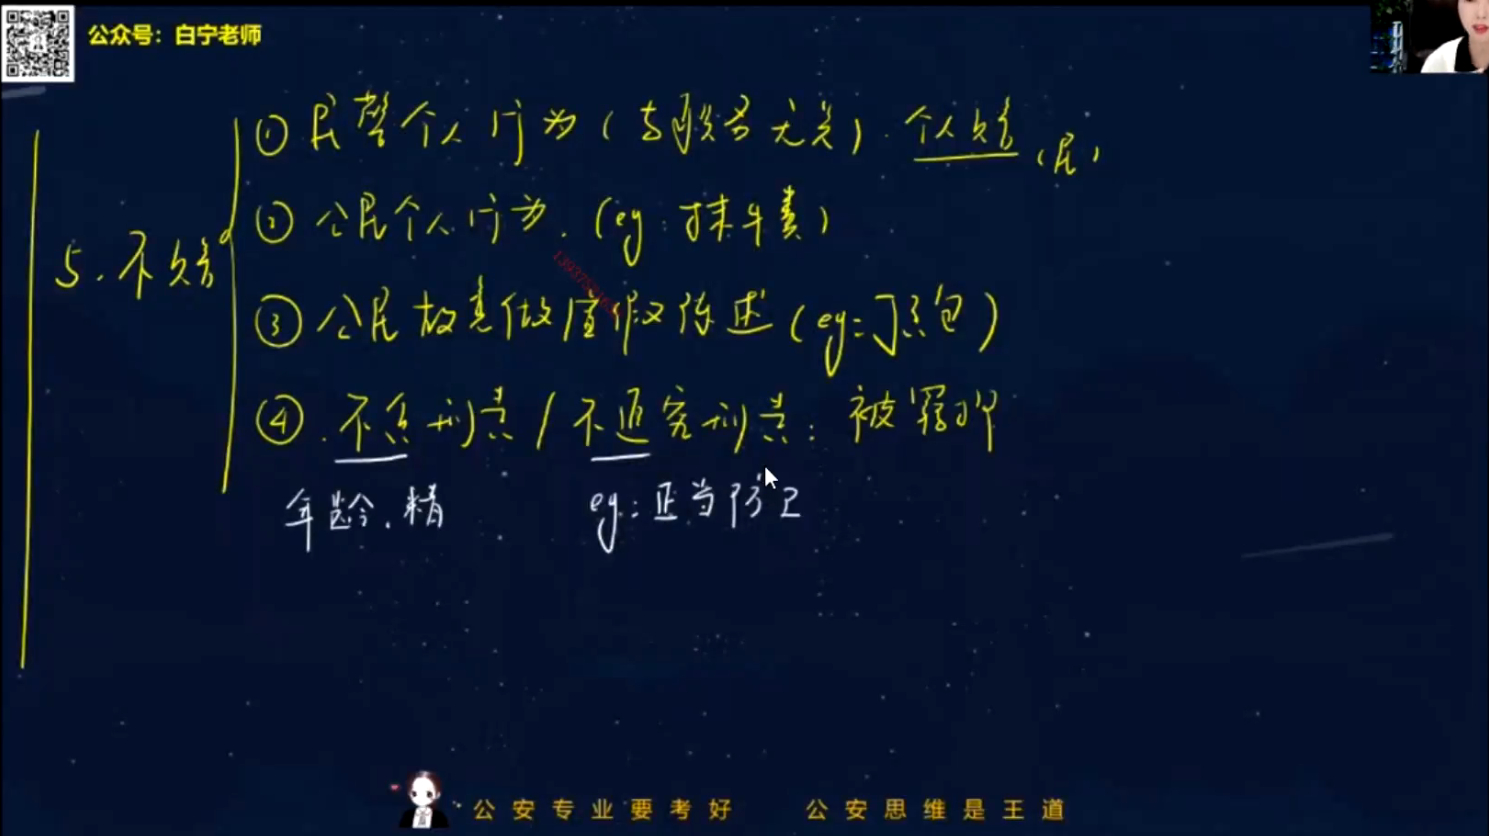 公众号：白宁老师
① 民警个人行为（与职务无关）. 个人赔（民）
② 公民个人行为.（eg：抹牛粪）
5. 不赔
③ 公民故意做虚假陈述（eg：顶包）
④. 不负刑责 / 不追究刑责：被羁押
年龄. 精 eg：正当防卫
公安专业要考好 公安思维是王道